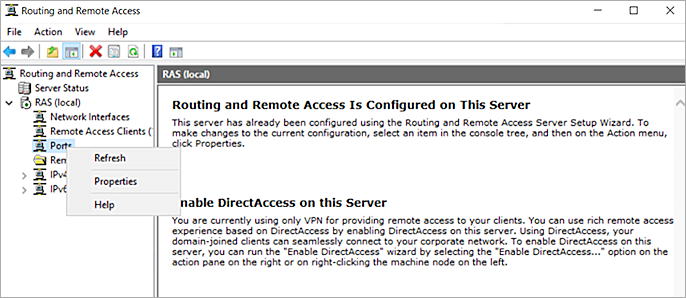 Routing and Remote Access
File Action View Help
Routing and Remote Access
Server Status
RAS (local)
Network Interfaces
Remote Access Clients (
Ports
IPv4
IPv6
Refresh
Properties
Help
RAS (local)
Routing and Remote Access Is Configured on This Server
This server has already been configured using the Routing and Remote Access Server Setup Wizard. To
make changes to the current configuration, select an item in the console tree, and then on the Action menu,
click Properties.
Enable DirectAccess on this Server
You are currently using only VPN for providing remote access to your clients. You can use rich remote access
experience based on DirectAccess by enabling DirectAccess on this server. Using DirectAccess, your
domain-joined clients can seamlessly connect to your corporate network. To enable DirectAccess on this
server, you can run the "Enable DirectAccess" wizard by selecting the "Enable DirectAccess..." option on the
action pane on the right or on right-clicking the machine node on the left.